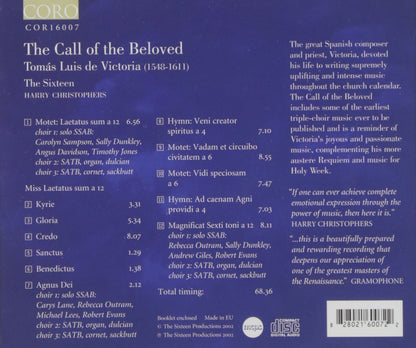 CORO
COR16007
The Call of the Beloved
Tomás Luis de Victoria (1548-1611)
The Sixteen
HARRY CHRISTOPHERS
1 Motet: Laetatus sum a 12 6.56
choir 1: solo SSAB:
Carolyn Sampson, Sally Dunkley,
Angus Davidson, Timothy Jones
choir 2: SATB, organ, dulcian
choir 3: SATB, cornet, sackbutt
Miss Laetatus sum a 12
2 Kyrie 3.31
3 Gloria 5.34
4 Credo 8.07
5 Sanctus 1.29
6 Benedictus 1.38
7 Agnus Dei 2.12
choir 1: solo SSAB:
Carys Lane, Rebecca Outram,
Michael Lees, Robert Evans
choir 2: SATB, organ, dulcian
choir 3: SATB, cornet, sackbutt
8 Hymn: Veni creator
spiritus a 4 7.10
9 Motet: Vadam et circuibo
civitatem a 6 8.55
10 Motet: Vidi speciosam
a 6 7.47
11 Hymn: Ad caenam Agni
providi a 4 7.03
12 Magnificat Sexti toni a 12 8.11
choir 1: solo SSAB:
Rebecca Outram, Sally Dunkley,
Andrew Giles, Robert Evans
choir 2: SATB, organ, dulcian
choir 3: SATB, cornet, sackbutt
Total timing: 68.36
The great Spanish composer
and priest, Victoria, devoted
his life to writing supremely
uplifting and intense music
throughout the church calendar.
The Call of the Beloved
includes some of the earliest
triple-choir music ever to
be published and is a reminder
of Victoria's joyous and
passionate music,
complementing his more
austere Requiem and music for
Holy Week.
"If one can ever achieve complete
emotional expression through the
power of music, then here it is."
HARRY CHRISTOPHERS
"...this is a beautifully prepared
and rewarding recording that
deepens our appreciation of
one of the greatest masters of
the Renaissance." GRAMOPHONE
Booklet enclosed Made in EU
℗ The Sixteen Productions 2002
© The Sixteen Productions 2002
COMPACT
disc
DIGITAL AUDIO
8 28021 60072 2